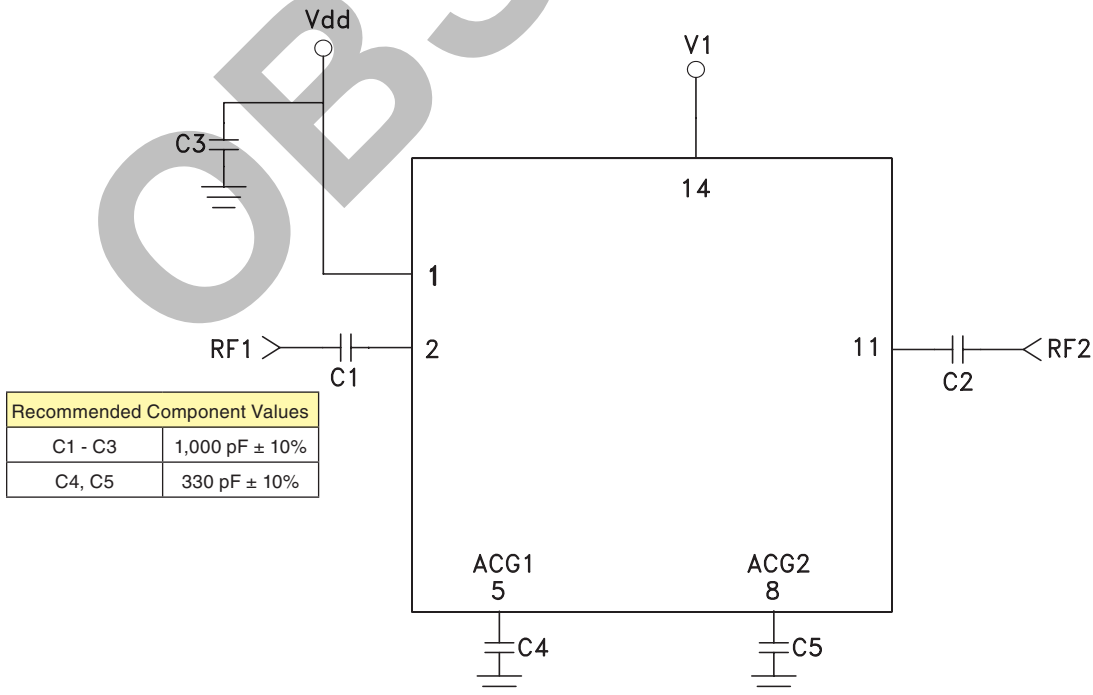 OBS
Vdd
V1
C3
14
1
RF1
2
11
RF2
C1
C2
Recommended Component Values
C1 - C3 1,000 pF ± 10%
C4, C5 330 pF ± 10%
ACG1
5
ACG2
8
C4
C5